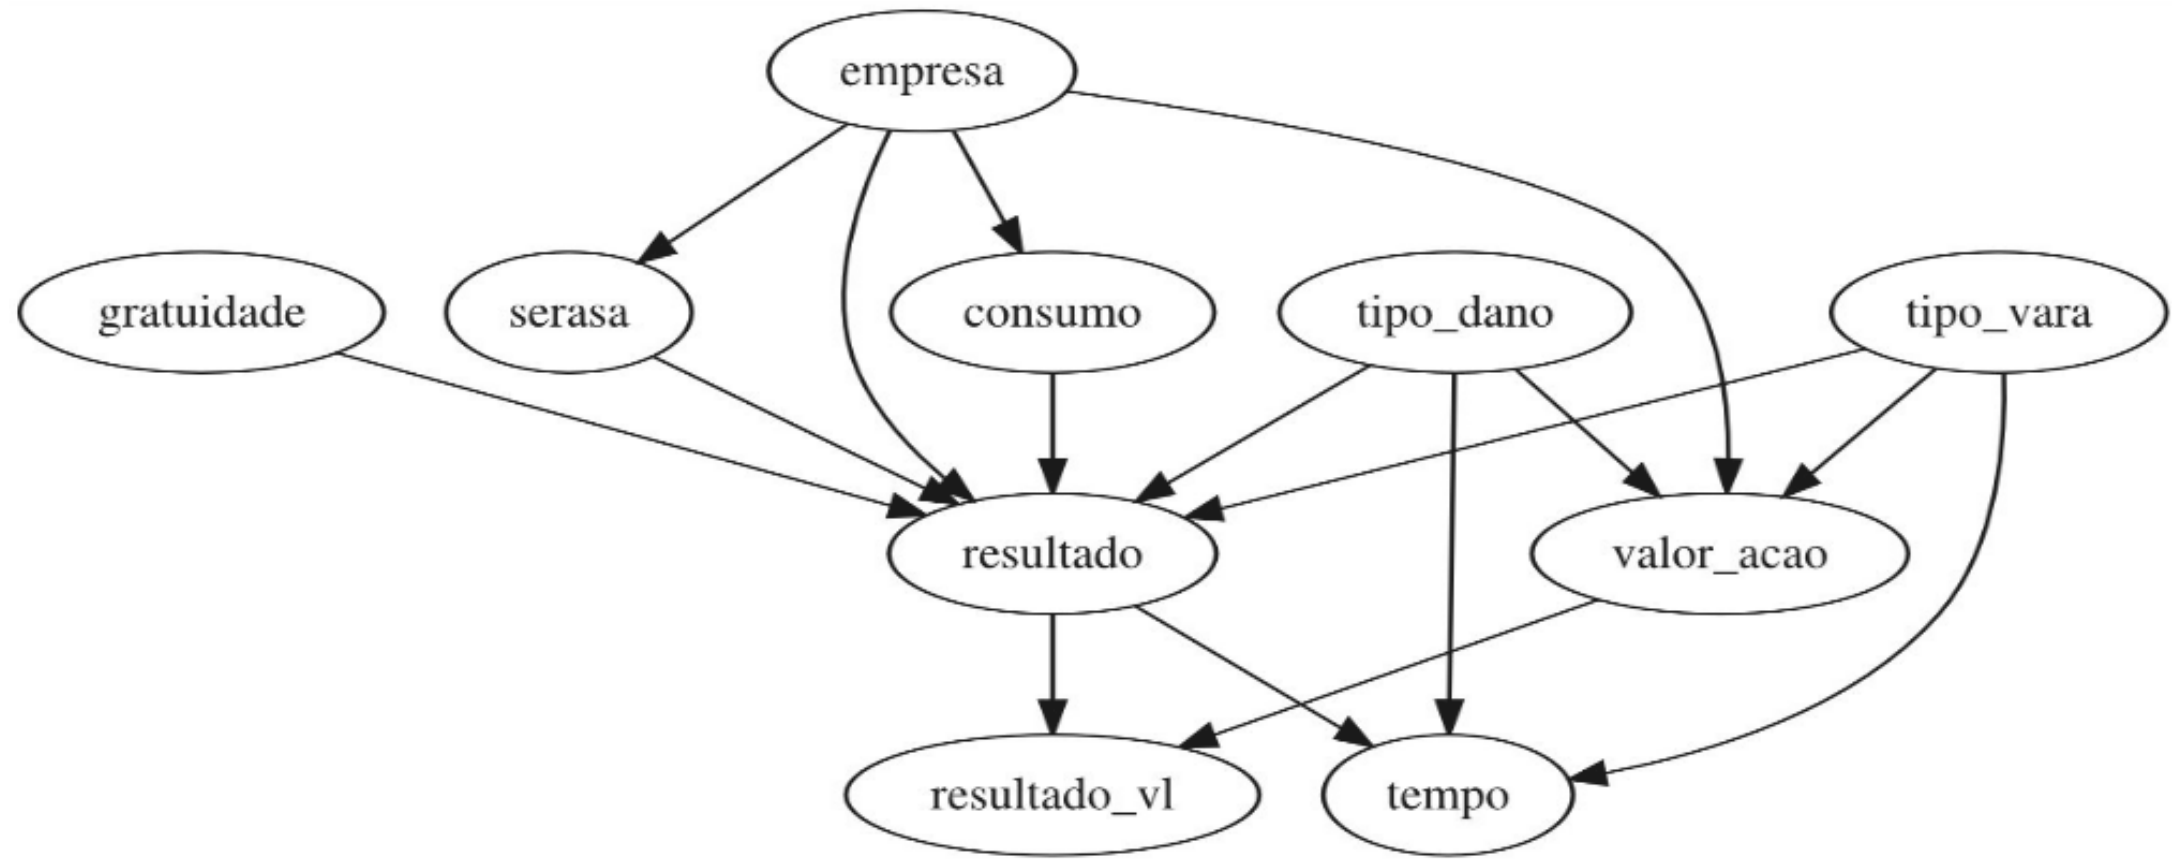 empresa
gratuidade
serasa
consumo
tipo_dano
tipo_vara
resultado
valor_acao
resultado_vl
tempo